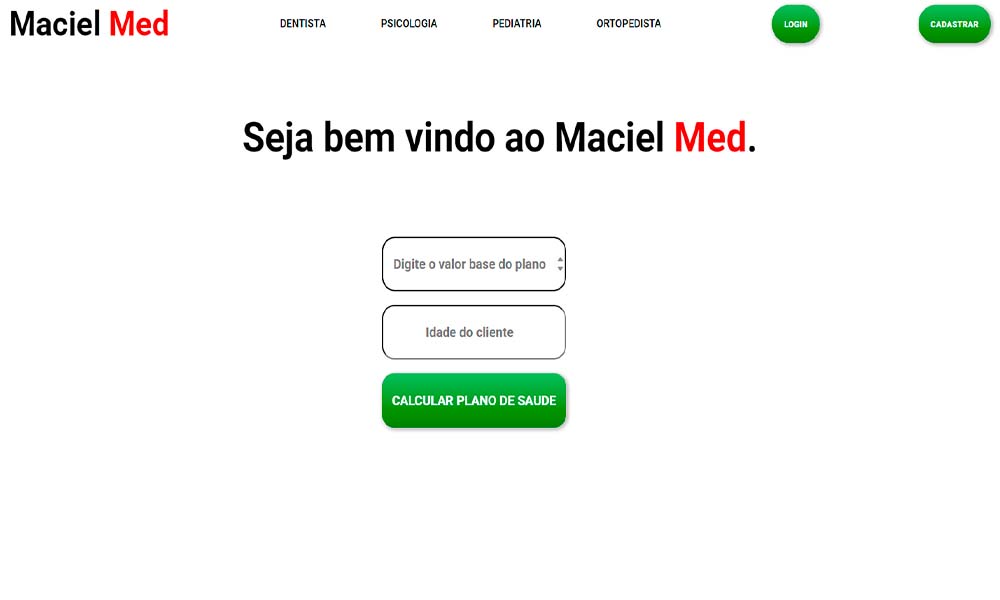 Maciel Med
DENTISTA
PSICOLOGIA
PEDIATRIA
ORTOPEDISTA
LOGIN
CADASTRAR
Seja bem vindo ao Maciel Med.
Digite o valor base do plano
Idade do cliente
CALCULAR PLANO DE SAUDE